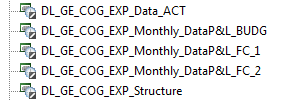 DL_GE_COG_EXP_Data_ACT
DL_GE_COG_EXP_Monthly_DataP&L_BUDG
DL_GE_COG_EXP_Monthly_DataP&L_FC_1
DL_GE_COG_EXP_Monthly_DataP&L_FC_2
DL_GE_COG_EXP_Structure